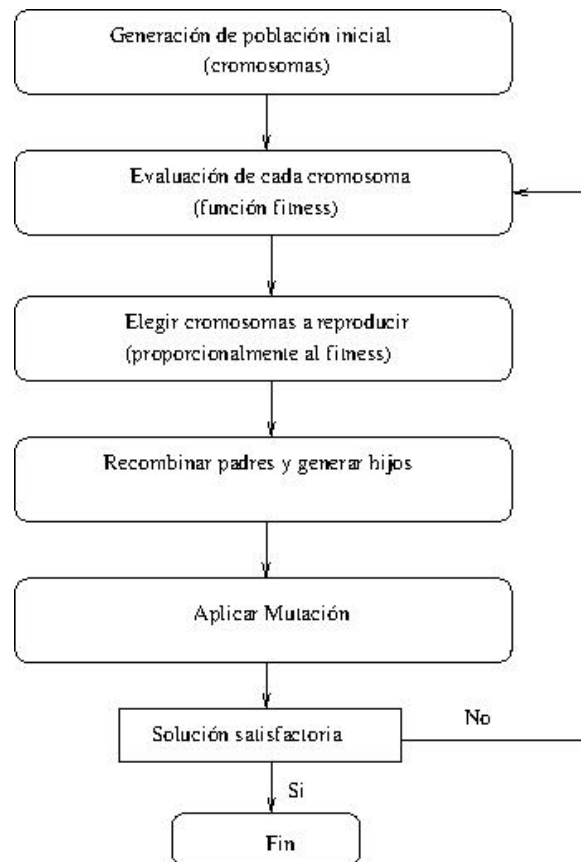 Generación de población inicial
(cromosomas)
Evaluación de cada cromosoma
(función fitness)
Elegir cromosomas a reproducir
(proporcionalmente al fitness)
Recombinar padres y generar hijos
Aplicar Mutación
Solución satisfactoria
No
Si
Fin